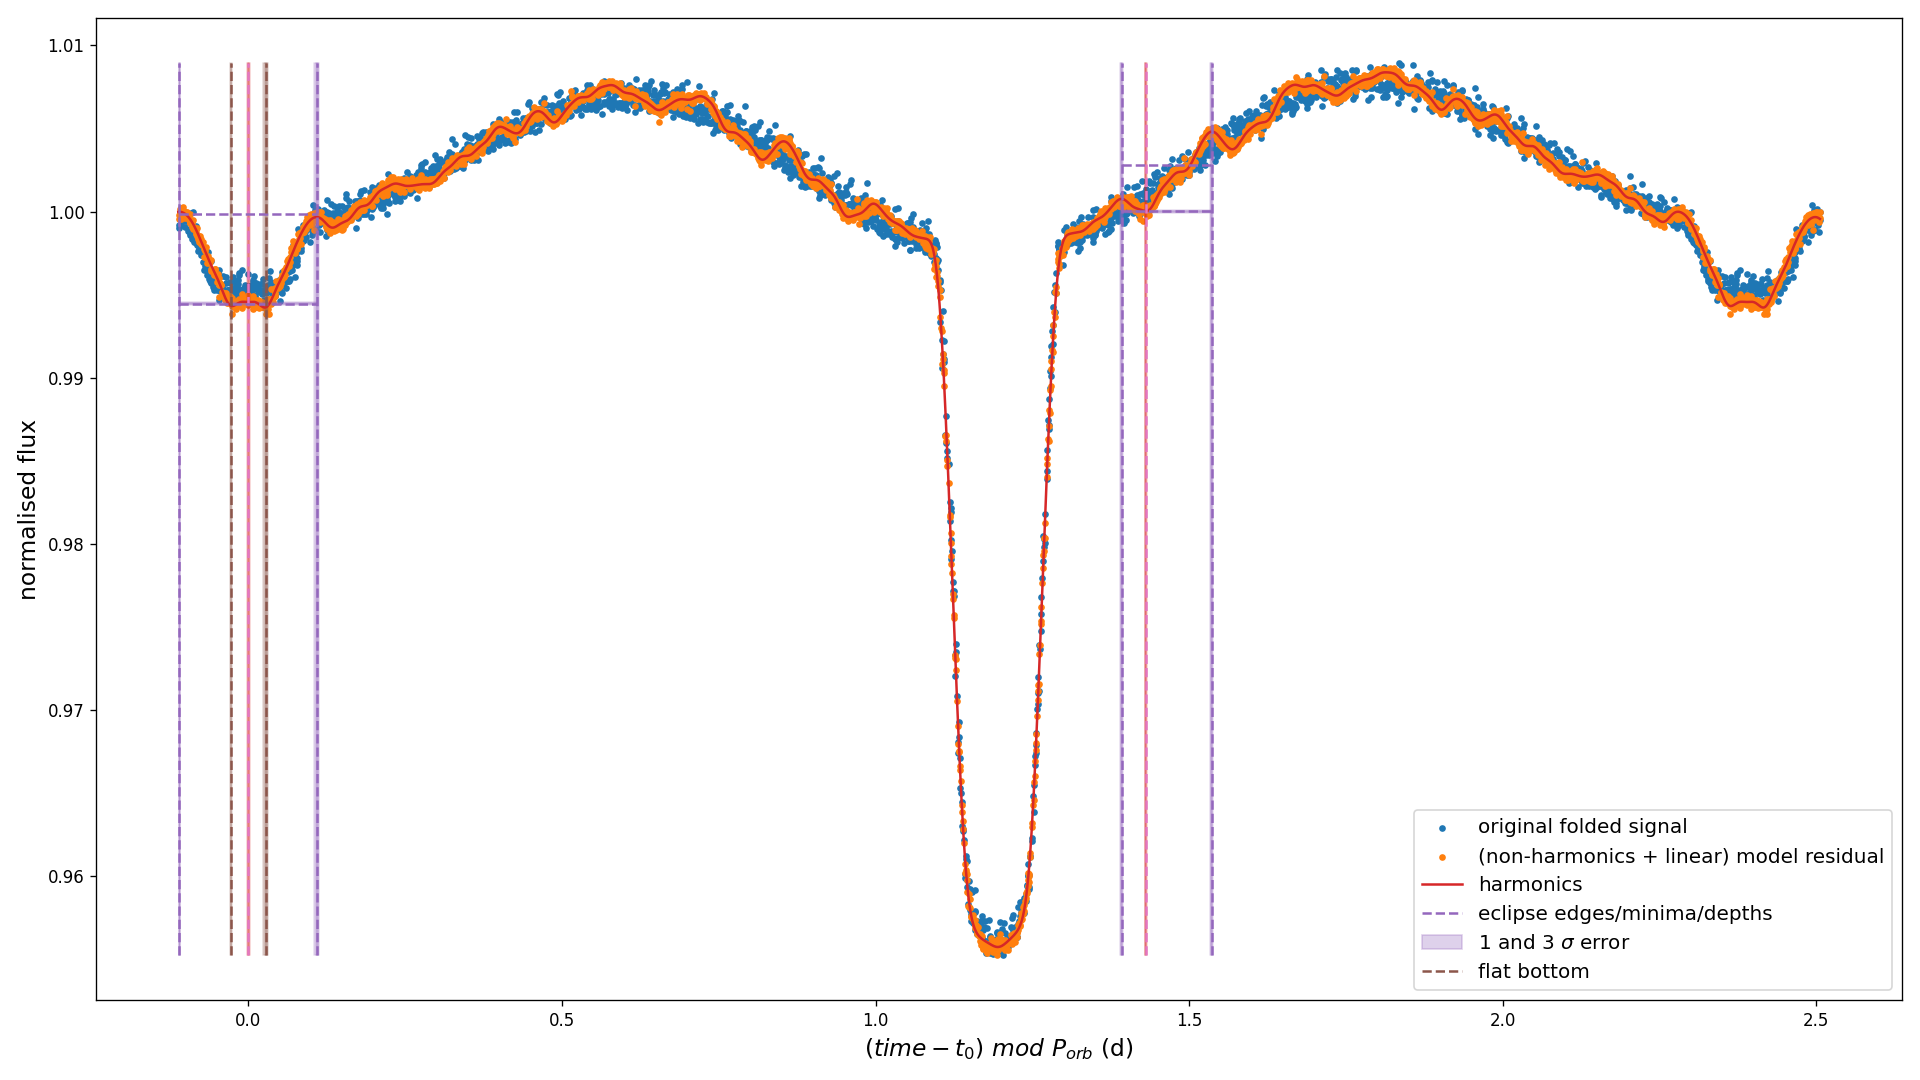 1.01
1.00
0.99
0.98
0.97
0.96
normalised flux
0.0
0.5
1.0
1.5
2.0
2.5
(time − t₀) mod P_orb (d)
original folded signal
(non-harmonics + linear) model residual
harmonics
eclipse edges/minima/depths
1 and 3 σ error
flat bottom